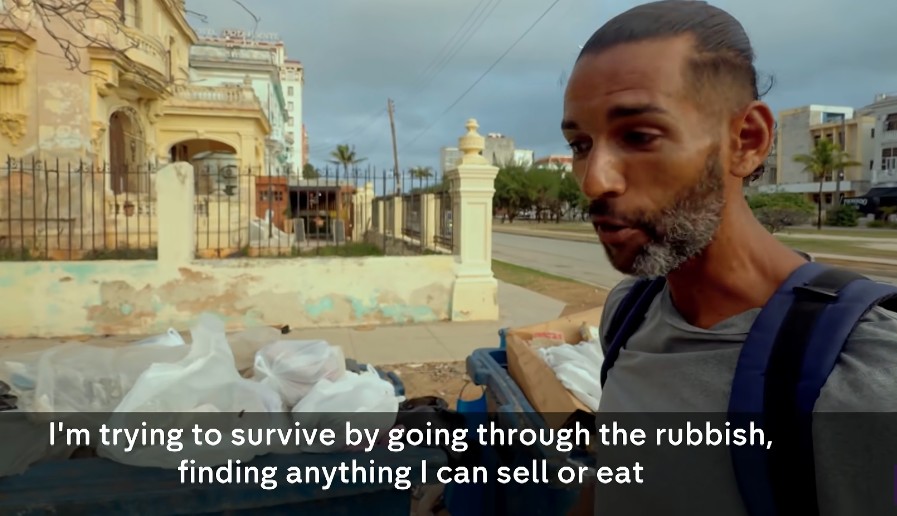 I'm trying to survive by going through the rubbish,
finding anything I can sell or eat